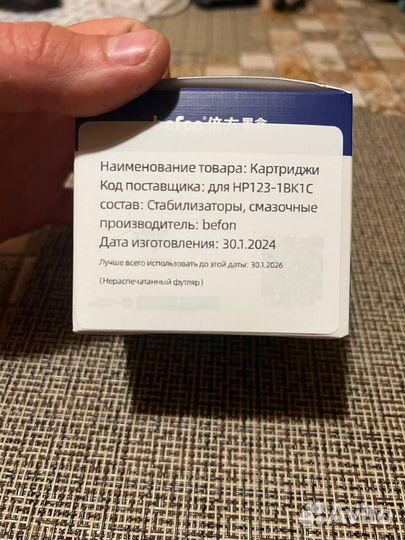 befon
Наименование товара: Картриджи
Код поставщика: для HP123-1BK1C
состав: Стабилизаторы, смазочные
производитель: befon
Дата изготовления: 30.1.2024
Лучше всего использовать до этой даты: 30.1.2026
(Нераспечатанный футляр)
Avito